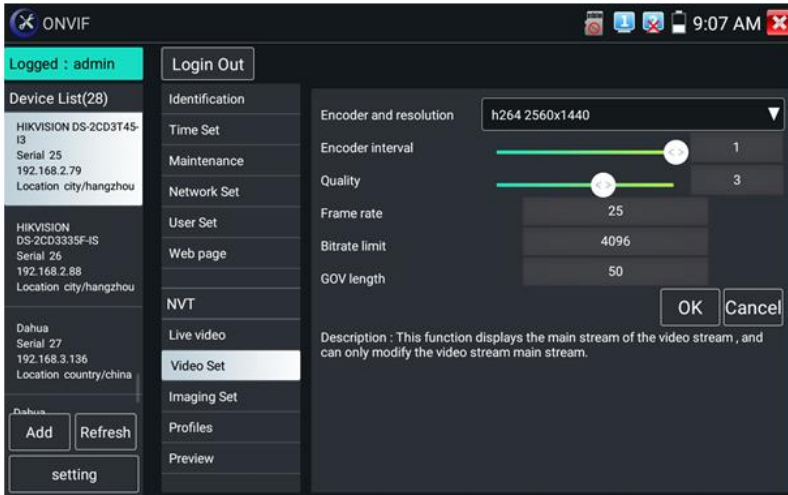 ONVIF
9:07 AM
Logged : admin
Login Out
Device List(28)
HIKVISION DS-2CD3T45-
I3
Serial 25
192.168.2.79
Location city/hangzhou
HIKVISION
DS-2CD3335F-IS
Serial 26
192.168.2.88
Location city/hangzhou
Dahua
Serial 27
192.168.3.136
Location country/china
Dahua
Add
Refresh
setting
Identification
Time Set
Maintenance
Network Set
User Set
Web page
NVT
Live video
Video Set
Imaging Set
Profiles
Preview
Encoder and resolution
h264 2560x1440
Encoder interval
1
Quality
3
Frame rate
25
Bitrate limit
4096
GOV length
50
OK
Cancel
Description : This function displays the main stream of the video stream , and
can only modify the video stream main stream.